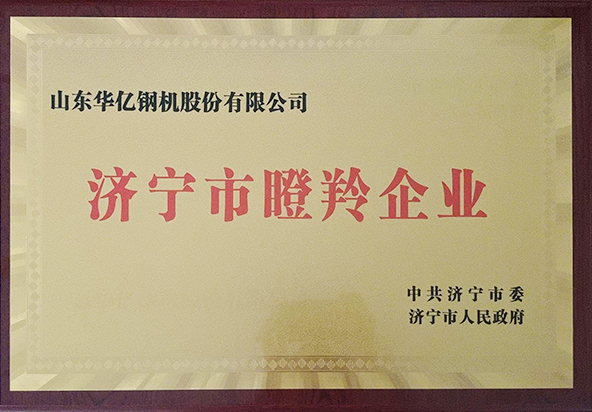 山东华亿钢机股份有限公司
济宁市瞪羚企业
中共济宁市委
济宁市人民政府